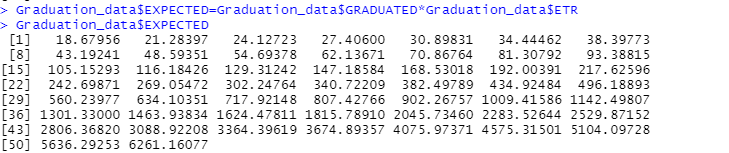 > Graduation_data$EXPECTED=Graduation_data$GRADUATED*Graduation_data$ETR
> Graduation_data$EXPECTED
[1] 18.67956 21.28397 24.12723 27.40600 30.89831 34.44462 38.39773
[8] 43.19241 48.59351 54.69378 62.13671 70.86764 81.30792 93.38815
[15] 105.15293 116.18426 129.31242 147.18584 168.53018 192.00391 217.62596
[22] 242.69871 269.05472 302.24764 340.72209 382.49789 434.92484 496.18893
[29] 560.23977 634.10351 717.92148 807.42766 902.26757 1009.41586 1142.49807
[36] 1301.33000 1463.93834 1624.47811 1815.78910 2045.73460 2283.52644 2529.87152
[43] 2806.36820 3088.92208 3364.39619 3674.89357 4075.97371 4575.31501 5104.09728
[50] 5636.29253 6261.16077